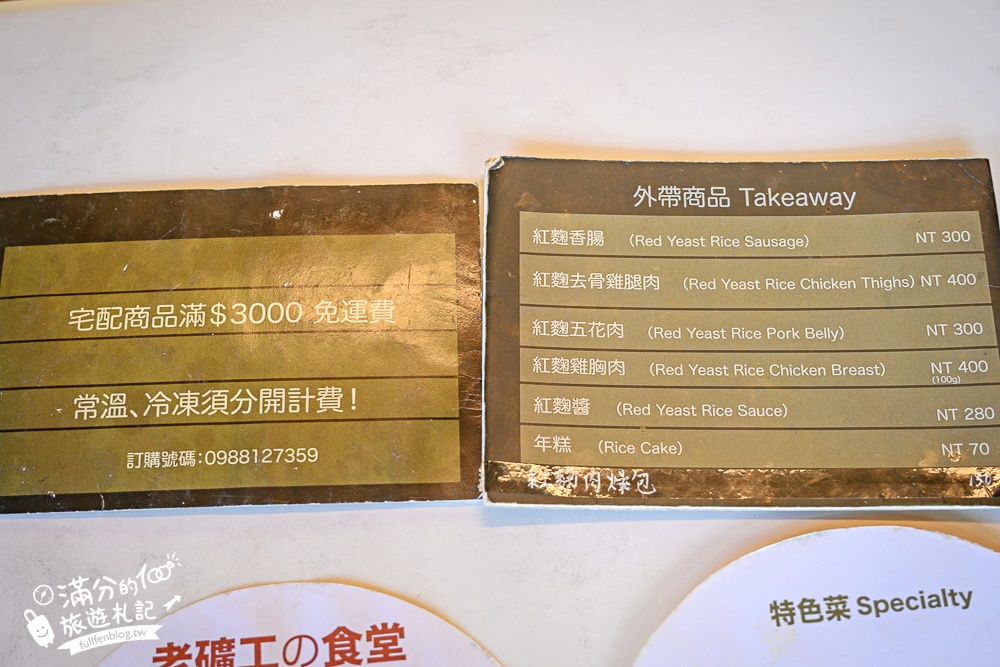 宅配商品滿$3000 免運費
常溫、冷凍須分開計費!
訂購號碼:0988127359
外帶商品 Takeaway
紅麴香腸 (Red Yeast Rice Sausage) NT 300
紅麴去骨雞腿肉 (Red Yeast Rice Chicken Thighs) NT 400
紅麴五花肉 (Red Yeast Rice Pork Belly) NT 300
紅麴雞胸肉 (Red Yeast Rice Chicken Breast) NT 400
(100g)
紅麴醬 (Red Yeast Rice Sauce) NT 280
年糕 (Rice Cake) NT 70
紅麴肉燥包 150
老礦工の食堂
特色菜 Specialty
滿分的100
旅遊札記
fullfenblog.tw